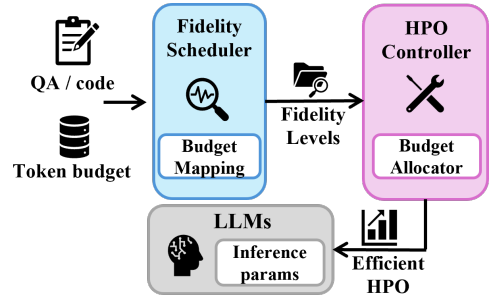 QA / code
Token budget
Fidelity
Scheduler
Budget
Mapping
Fidelity
Levels
HPO
Controller
Budget
Allocator
LLMs
Inference
params
Efficient
HPO